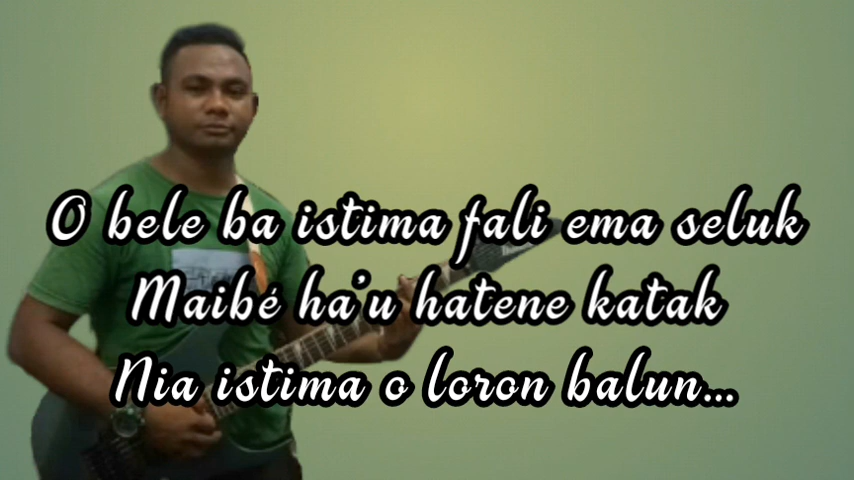 O bele ba istima fali ema seluk
Maibé ha'u hatene katak
Nia istima o loron balun...